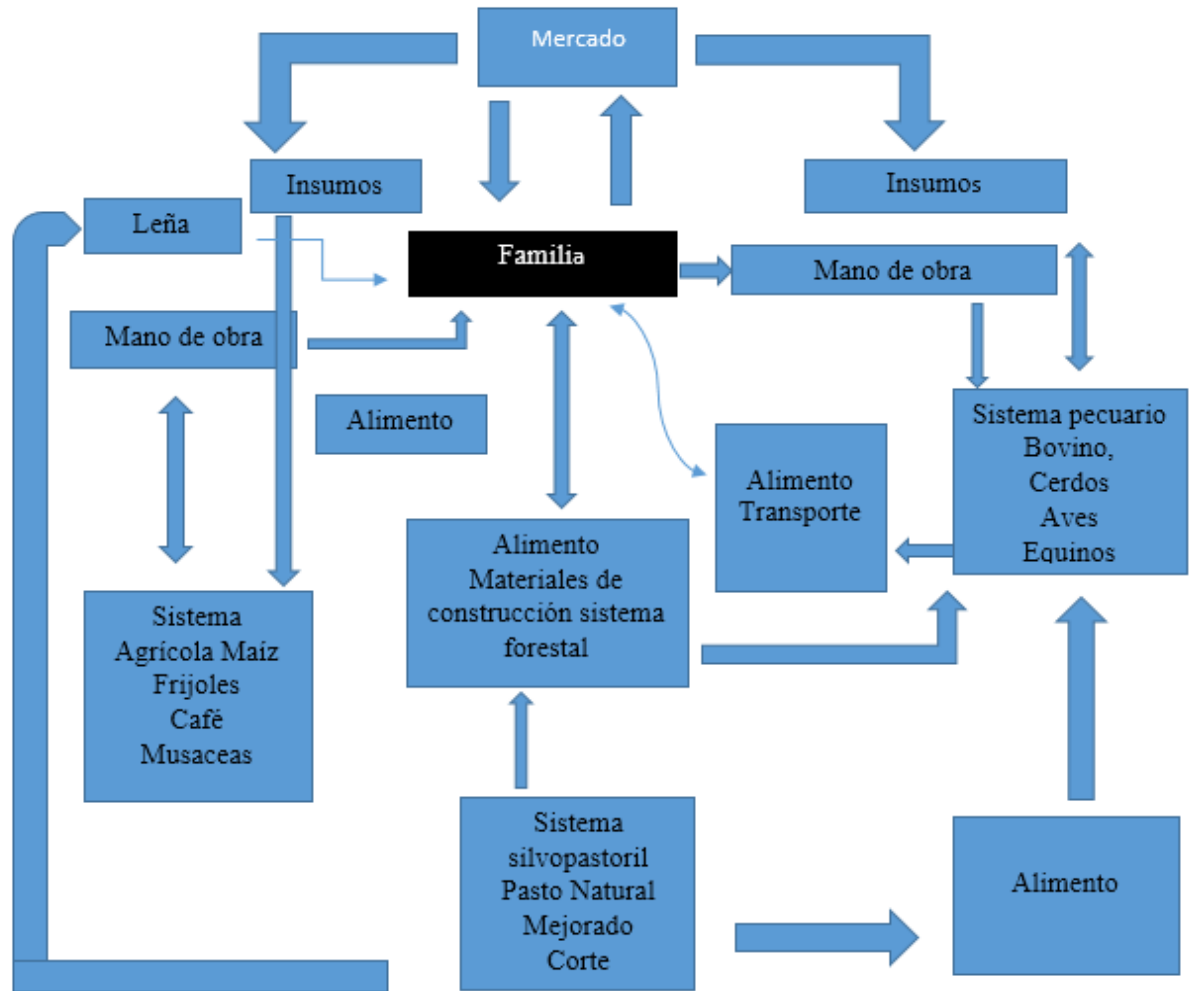 Mercado
Insumos
Insumos
Leña
Familia
Mano de obra
Mano de obra
Alimento
Sistema pecuario
Bovino,
Cerdos
Aves
Equinos
Alimento
Transporte
Alimento
Materiales de
construcción sistema
forestal
Sistema
Agrícola Maíz
Frijoles
Café
Musaceas
Sistema
silvopastoril
Pasto Natural
Mejorado
Corte
Alimento